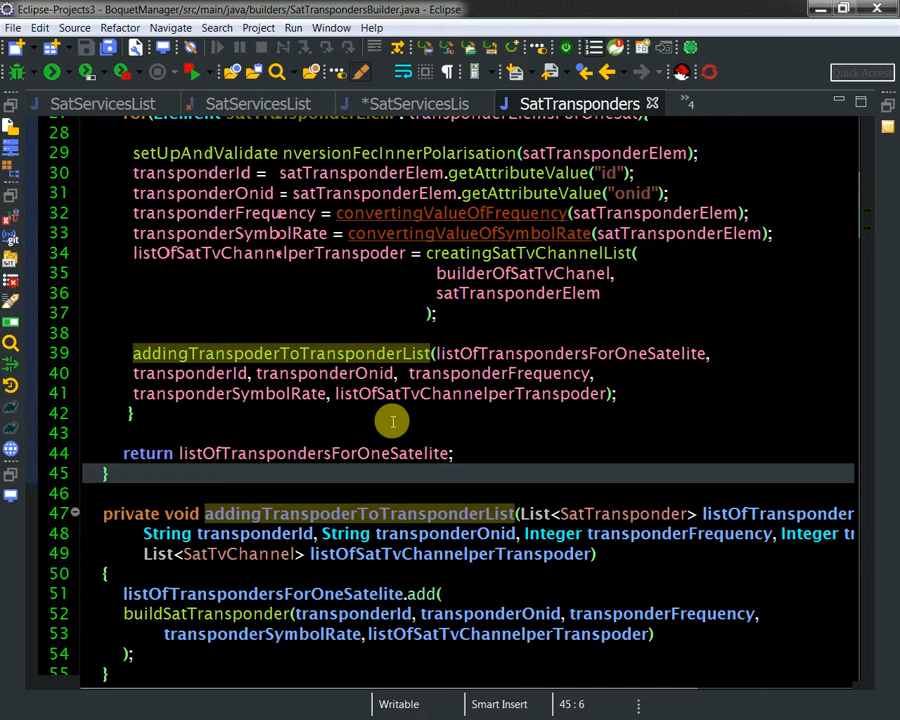 Eclipse-Projects3 - BoquetManager/src/main/java/builders/SatTranspondersBuilder.java - Eclipse
File Edit Source Refactor Navigate Search Project Run Window Help
Quick Access
SatServicesList SatServicesList *SatServicesLis SatTransponders 4
28
29 setUpAndValidate nversionFecInnerPolarisation(satTransponderElem);
30 transponderId = satTransponderElem.getAttributeValue("id");
31 transponderOnid = satTransponderElem.getAttributeValue("onid");
32 transponderFrequency = convertingValueOfFrequency(satTransponderElem);
33 transponderSymbolRate = convertingValueOfSymbolRate(satTransponderElem);
34 listOfSatTvChannelperTranspoder = creatingSatTvChannelList(
35 builderOfSatTvChanel,
36 satTransponderElem
37 );
38
39 addingTranspoderToTransponderList(listOfTranspondersForOneSatelite,
40 transponderId, transponderOnid, transponderFrequency,
41 transponderSymbolRate, listOfSatTvChannelperTranspoder);
42 }
43
44 return listOfTranspondersForOneSatelite;
45 }
46
47 private void addingTranspoderToTransponderList(List<SatTransponder> listOfTransponder
48 String transponderId, String transponderOnid, Integer transponderFrequency, Integer tr
49 List<SatTvChannel> listOfSatTvChannelperTranspoder)
50 {
51 listOfTranspondersForOneSatelite.add(
52 buildSatTransponder(transponderId, transponderOnid, transponderFrequency,
53 transponderSymbolRate,listOfSatTvChannelperTranspoder)
54 );
55 }
Writable Smart Insert 45 : 6